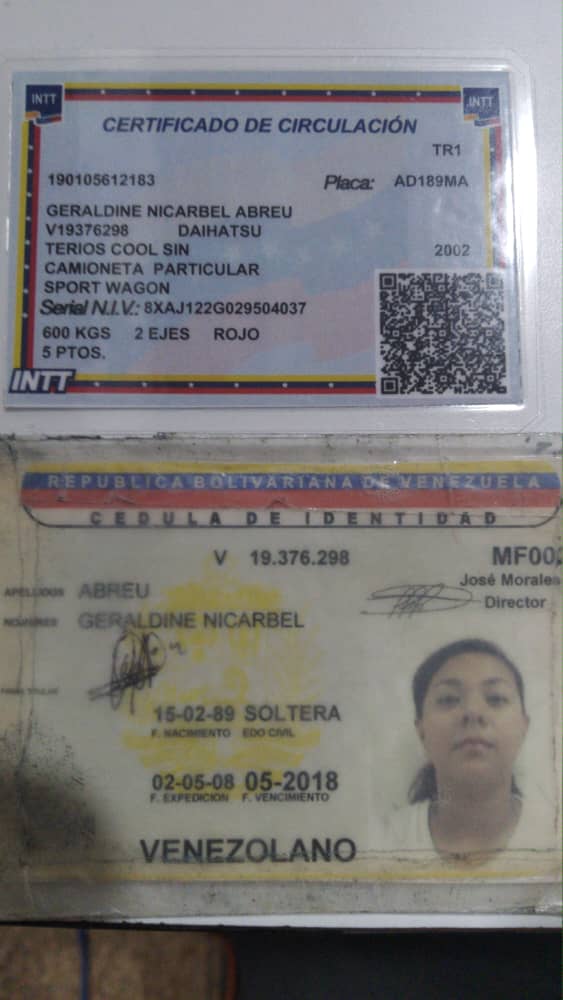 INTT
INTT
CERTIFICADO DE CIRCULACIÓN
TR1
190105612183 Placa: AD189MA
GERALDINE NICARBEL ABREU
V19376298 DAIHATSU
TERIOS COOL SIN 2002
CAMIONETA PARTICULAR
SPORT WAGON
Serial N.I.V.: 8XAJ122G029504037
600 KGS 2 EJES ROJO
5 PTOS.
INTT
REPUBLICA BOLIVARIANA DE VENEZUELA
CEDULA DE IDENTIDAD
V 19.376.298 MF002
José Morales
Director
APELLIDOS ABREU
NOMBRES GERALDINE NICARBEL
FIRMA TITULAR
15-02-89 SOLTERA
F. NACIMIENTO EDO CIVIL
02-05-08 05-2018
F. EXPEDICION F. VENCIMIENTO
VENEZOLANO